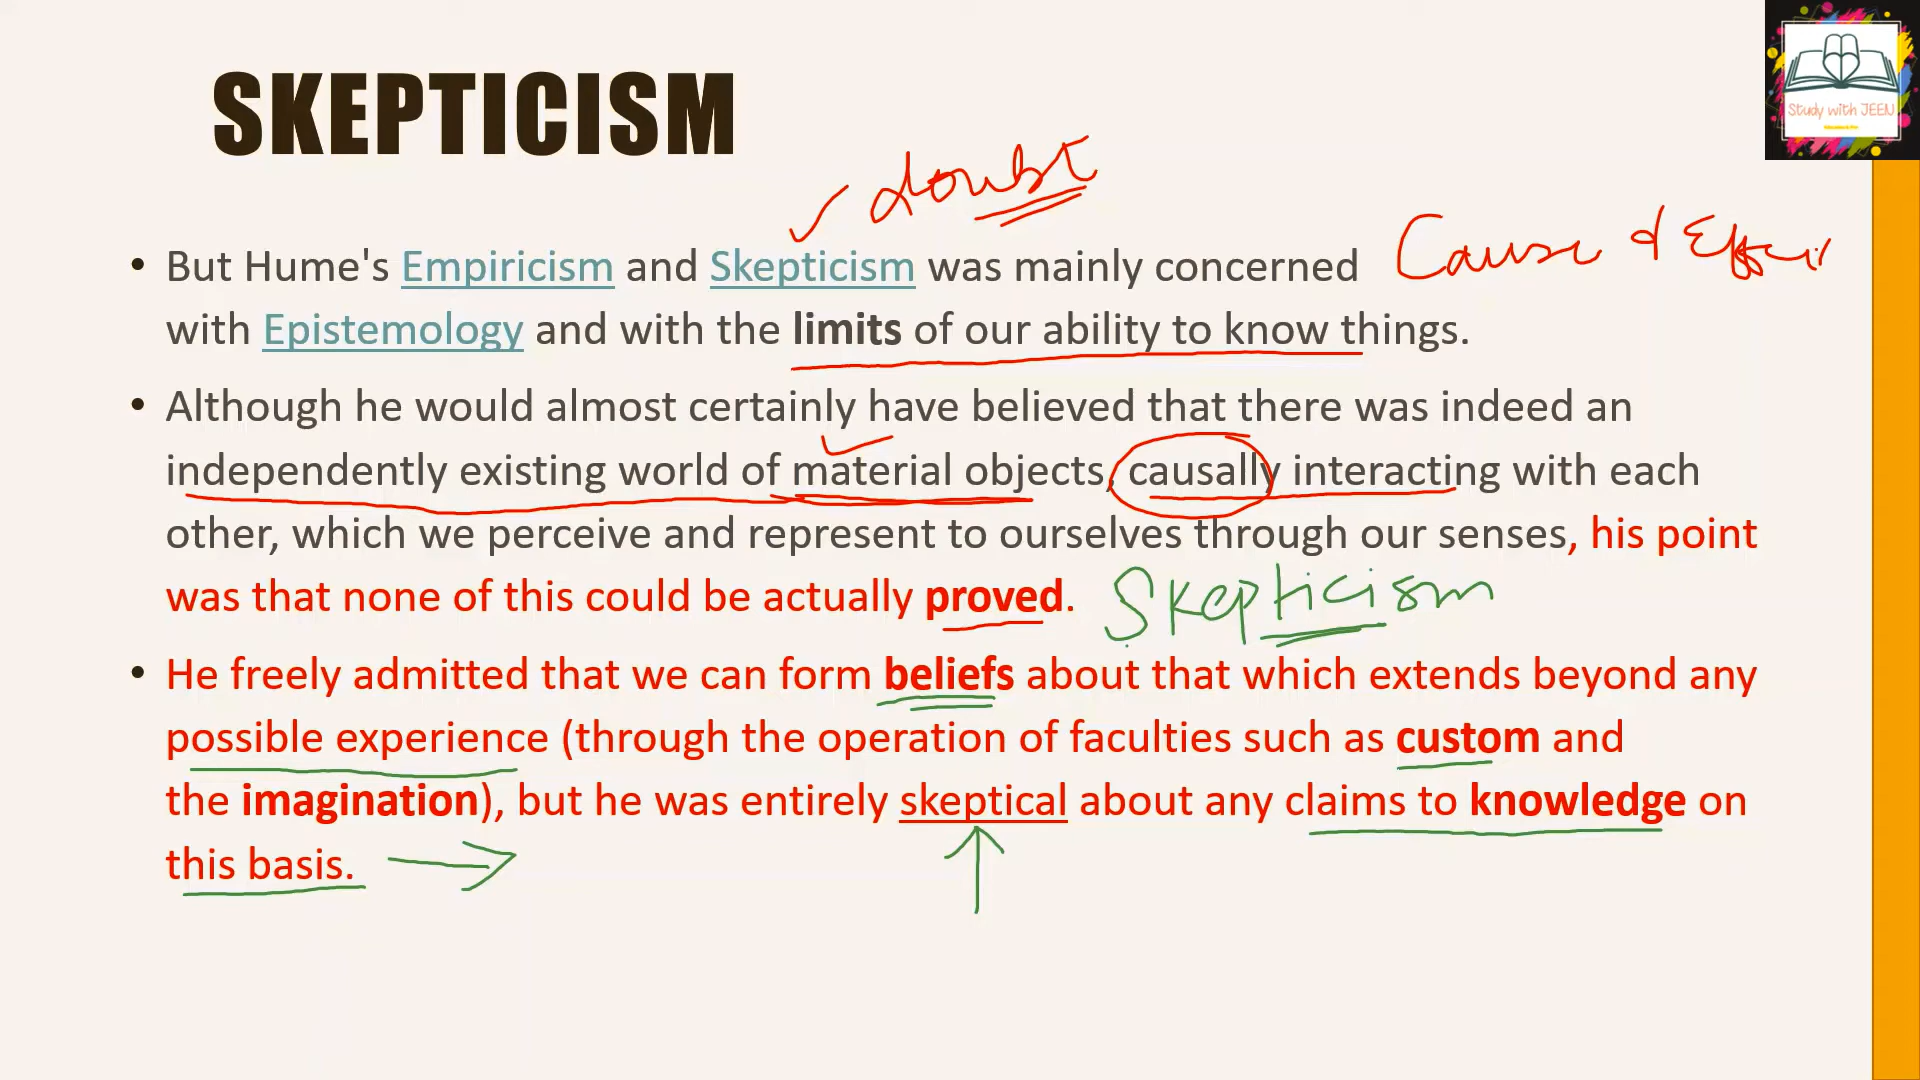 SKEPTICISM
Study with JEEN
doubt
Cause & Effect
• But Hume's Empiricism and Skepticism was mainly concerned
with Epistemology and with the limits of our ability to know things.
• Although he would almost certainly have believed that there was indeed an
independently existing world of material objects, causally interacting with each
other, which we perceive and represent to ourselves through our senses, his point
was that none of this could be actually proved. Skepticism
• He freely admitted that we can form beliefs about that which extends beyond any
possible experience (through the operation of faculties such as custom and
the imagination), but he was entirely skeptical about any claims to knowledge on
this basis.